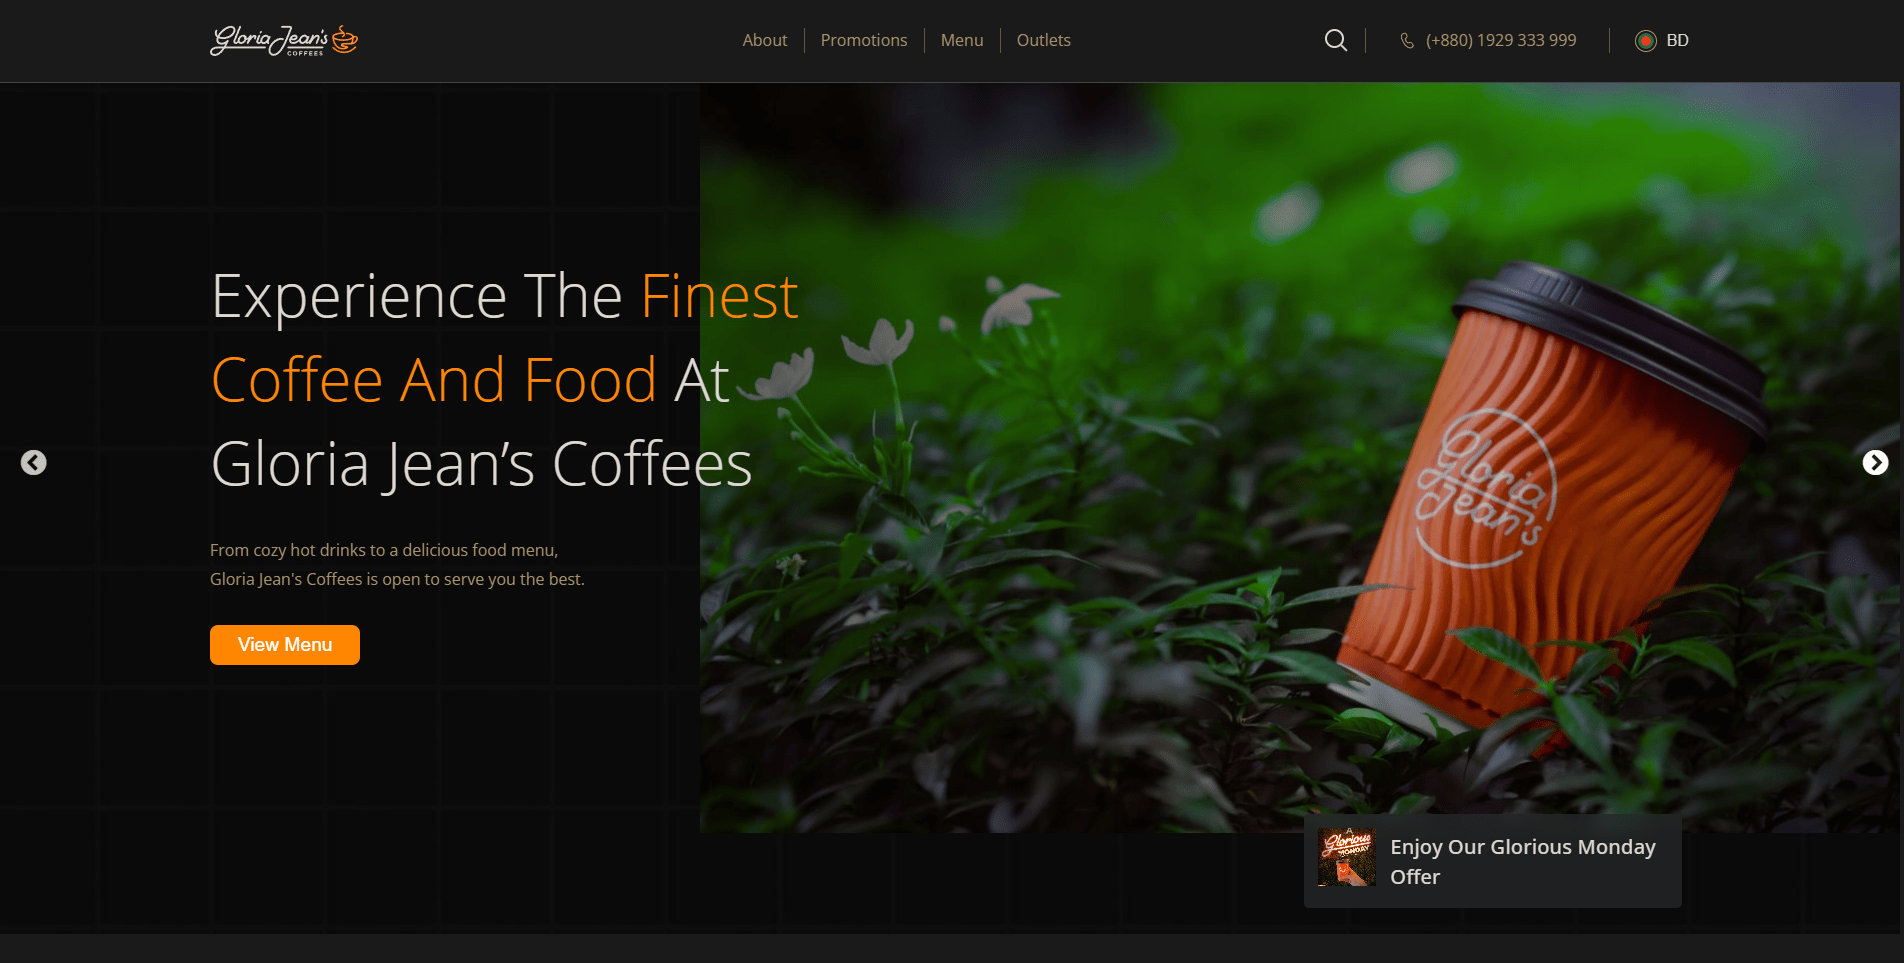 Gloria Jean's
COFFEES
About
Promotions
Menu
Outlets
(+880) 1929 333 999
BD
Experience The Finest
Coffee And Food At
Gloria Jean’s Coffees
From cozy hot drinks to a delicious food menu,
Gloria Jean's Coffees is open to serve you the best.
View Menu
Gloria
Jean's
A
Glorious
MONDAY
Enjoy Our Glorious Monday
Offer